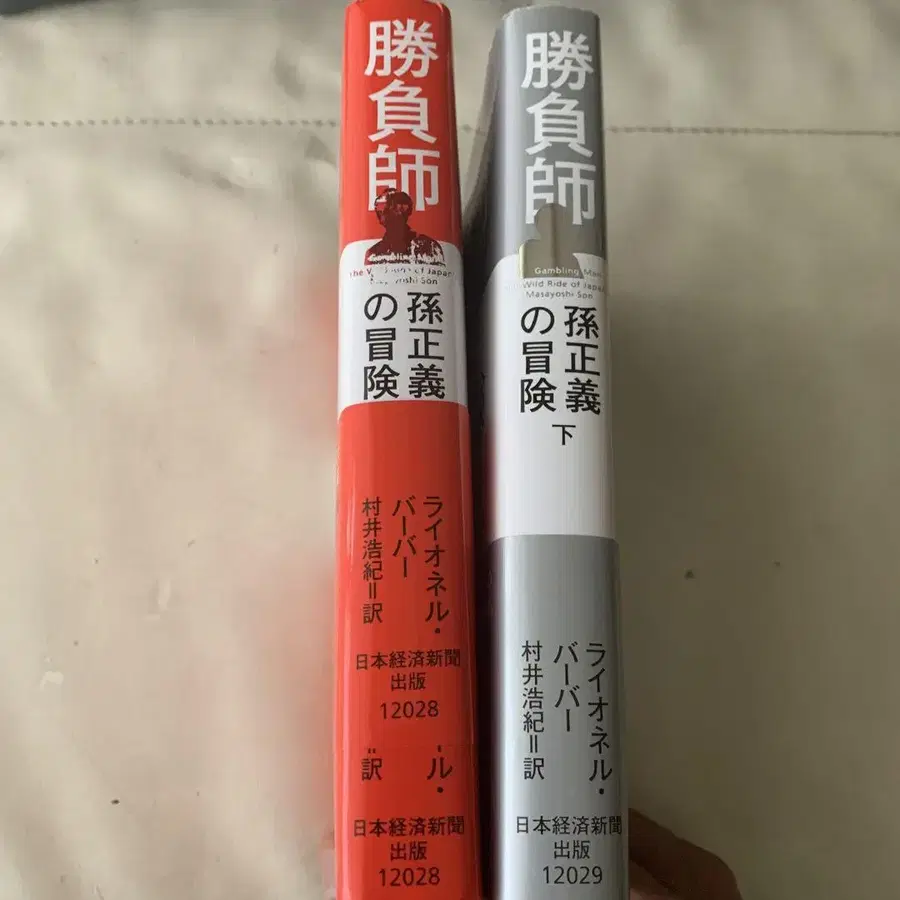 勝負師
Gambling Man
The Wild Ride of Japan
Masayoshi Son
孫正義
の冒険
ライオネル・
バーバー
村井浩紀=訳
日本経済新聞
出版
12028
ル・
=訳
日本経済新聞
出版
12028
勝負師
Gambling Man
Wild Ride of Japan
Masayoshi Son
孫正義
の冒険
下
ライオネル・
バーバー
村井浩紀=訳
日本経済新聞
出版
12029